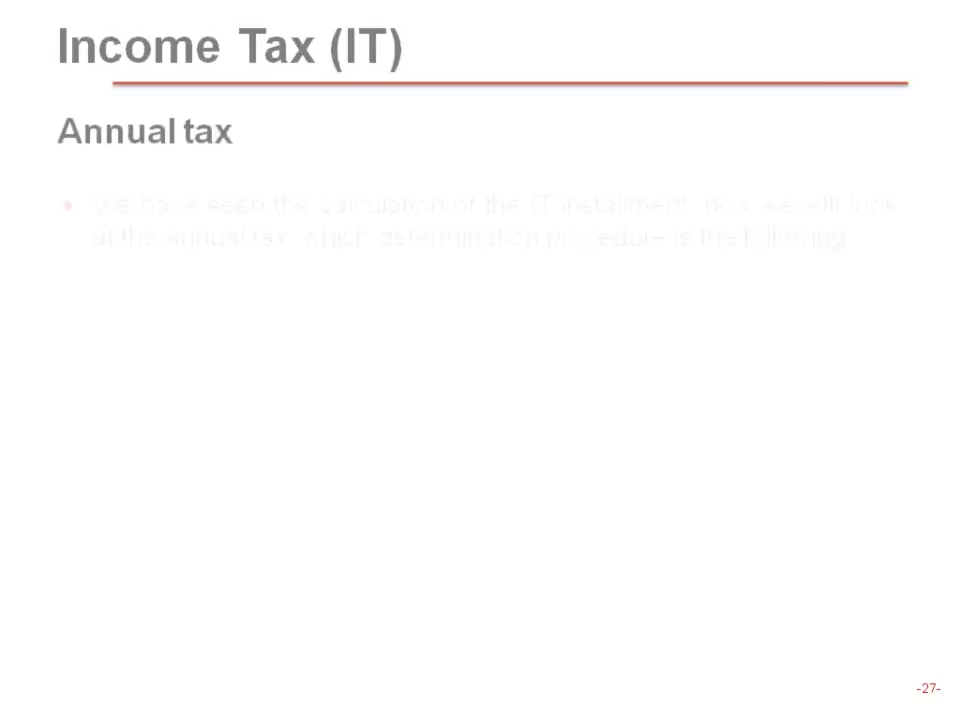 Income Tax (IT)
Annual tax
We have seen the calculation of the IT installment, now we will look
at the annual tax, which determination procedure is the following
-27-